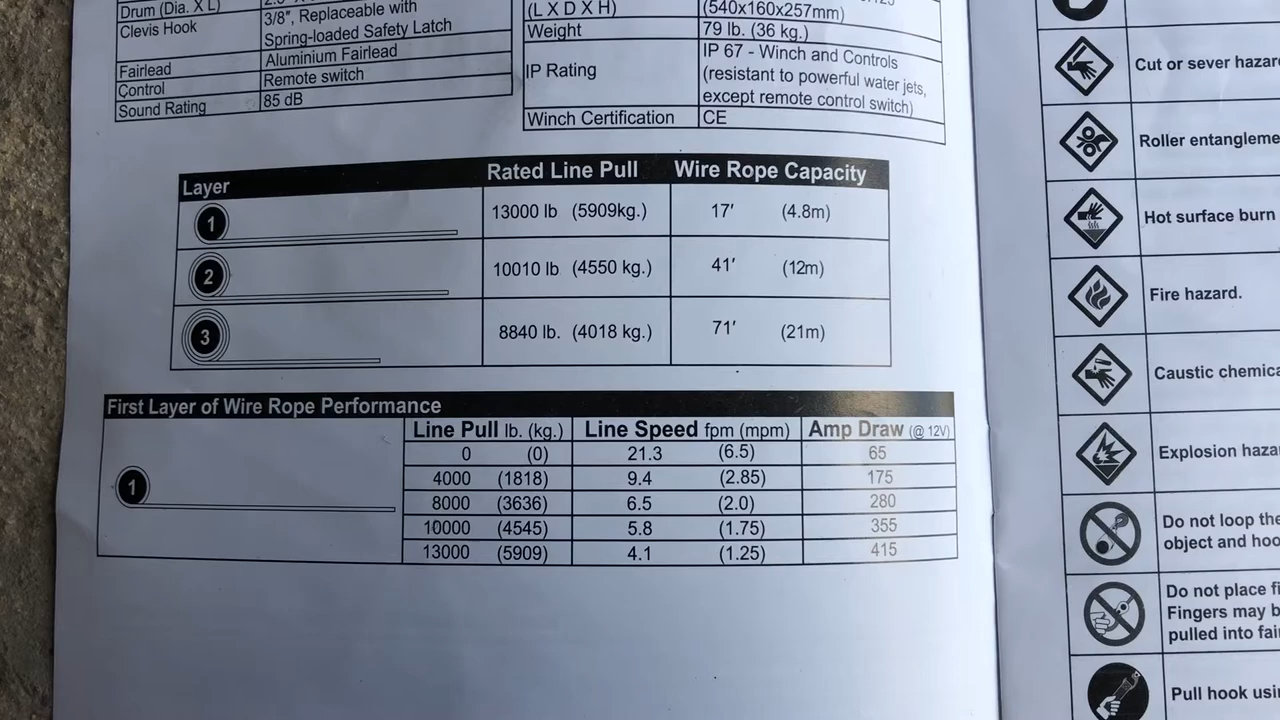 Drum (Dia. X L)
Clevis Hook 3/8", Replaceable with
Spring-loaded Safety Latch
Fairlead Aluminium Fairlead
Control Remote switch
Sound Rating 85 dB
(L X D X H) (540x160x257mm)
Weight 79 lb. (36 kg.)
IP Rating IP 67 - Winch and Controls
(resistant to powerful water jets,
except remote control switch)
Winch Certification CE
Layer Rated Line Pull Wire Rope Capacity
1 13000 lb (5909kg.) 17' (4.8m)
2 10010 lb (4550 kg.) 41' (12m)
3 8840 lb. (4018 kg.) 71' (21m)
First Layer of Wire Rope Performance
Line Pull lb. (kg.) Line Speed fpm (mpm) Amp Draw (@ 12V)
1
0 (0) 21.3 (6.5) 65
4000 (1818) 9.4 (2.85) 175
8000 (3636) 6.5 (2.0) 280
10000 (4545) 5.8 (1.75) 355
13000 (5909) 4.1 (1.25) 415
Cut or sever hazar
Roller entangleme
Hot surface burn
Fire hazard.
Caustic chemica
Explosion haza
Do not loop the
object and hoo
Do not place fi
Fingers may b
pulled into fai
Pull hook usi